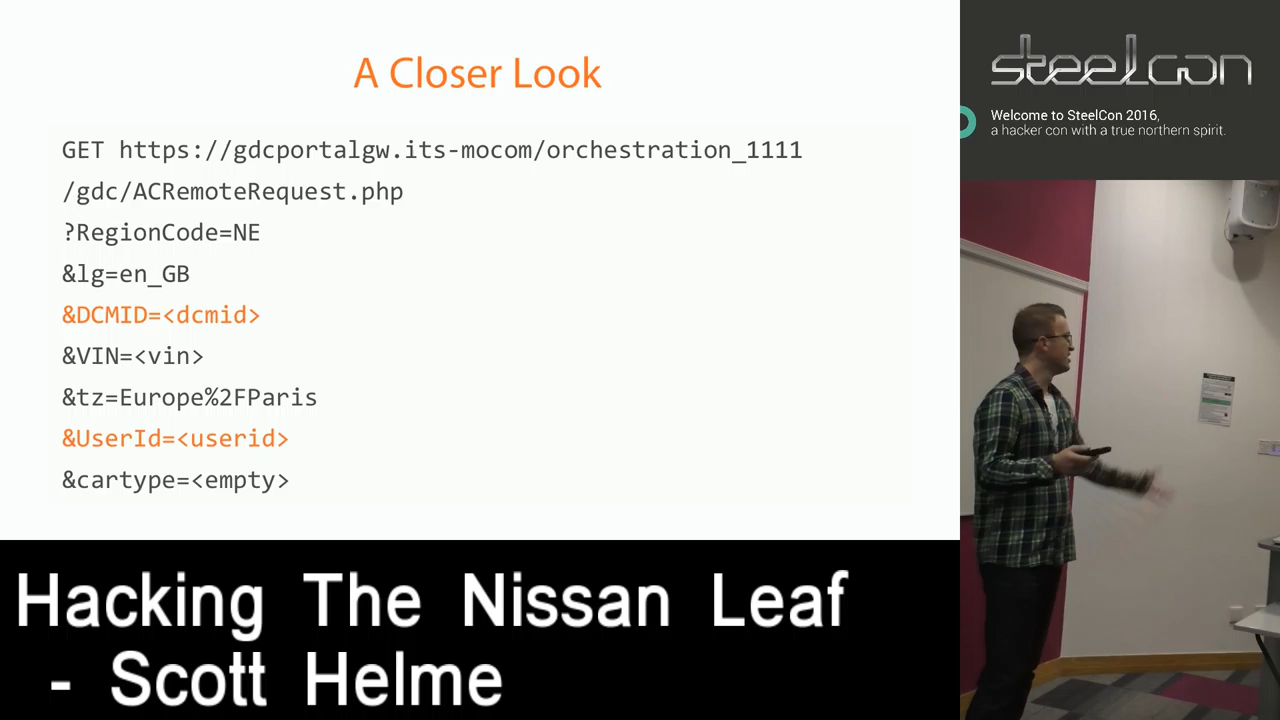 A Closer Look
GET https://gdcportalgw.its-mocom/orchestration_1111
/gdc/ACRemoteRequest.php
?RegionCode=NE
&lg=en_GB
&DCMID=<dcmid>
&VIN=<vin>
&tz=Europe%2FParis
&UserId=<userid>
&cartype=<empty>
steelcon
Welcome to SteelCon 2016,
a hacker con with a true northern spirit.
Hacking The Nissan Leaf
- Scott Helme